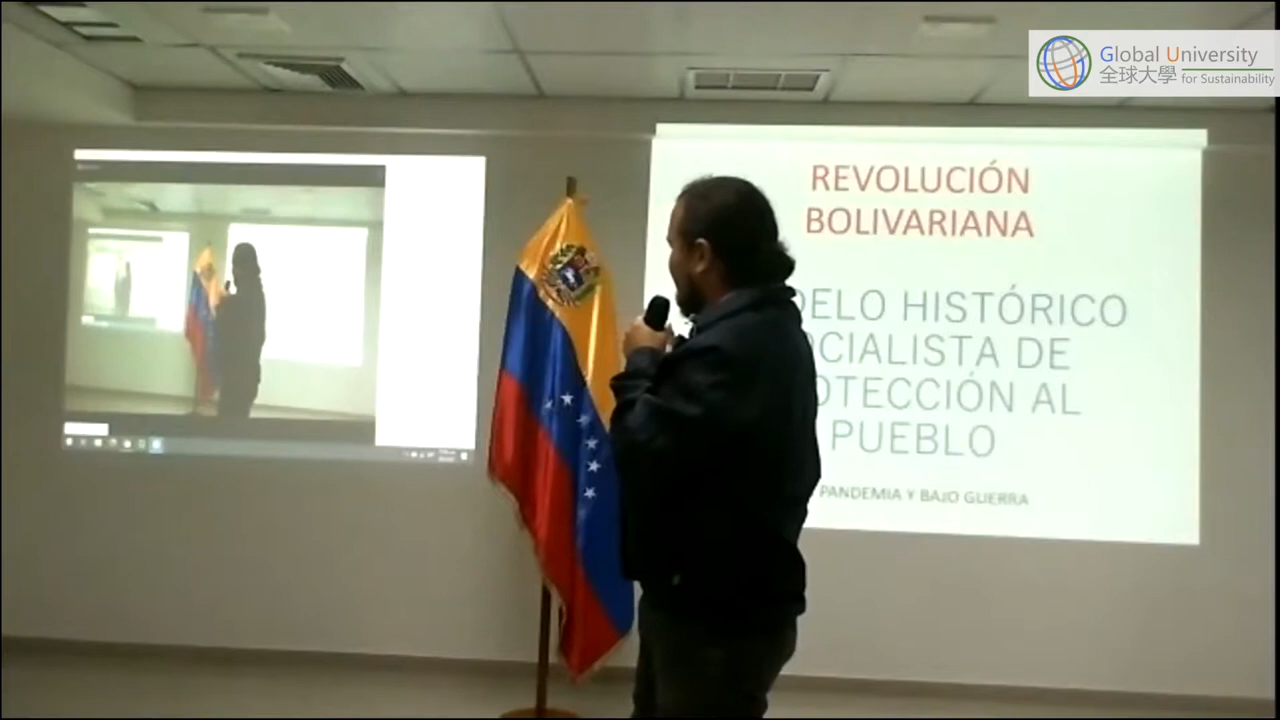 Global University
全球大學 for Sustainability
REVOLUCIÓN
BOLIVARIANA
HISTÓRICO
DE
AL
PUEBLO
PANDEMIA Y BAJO GUERRA